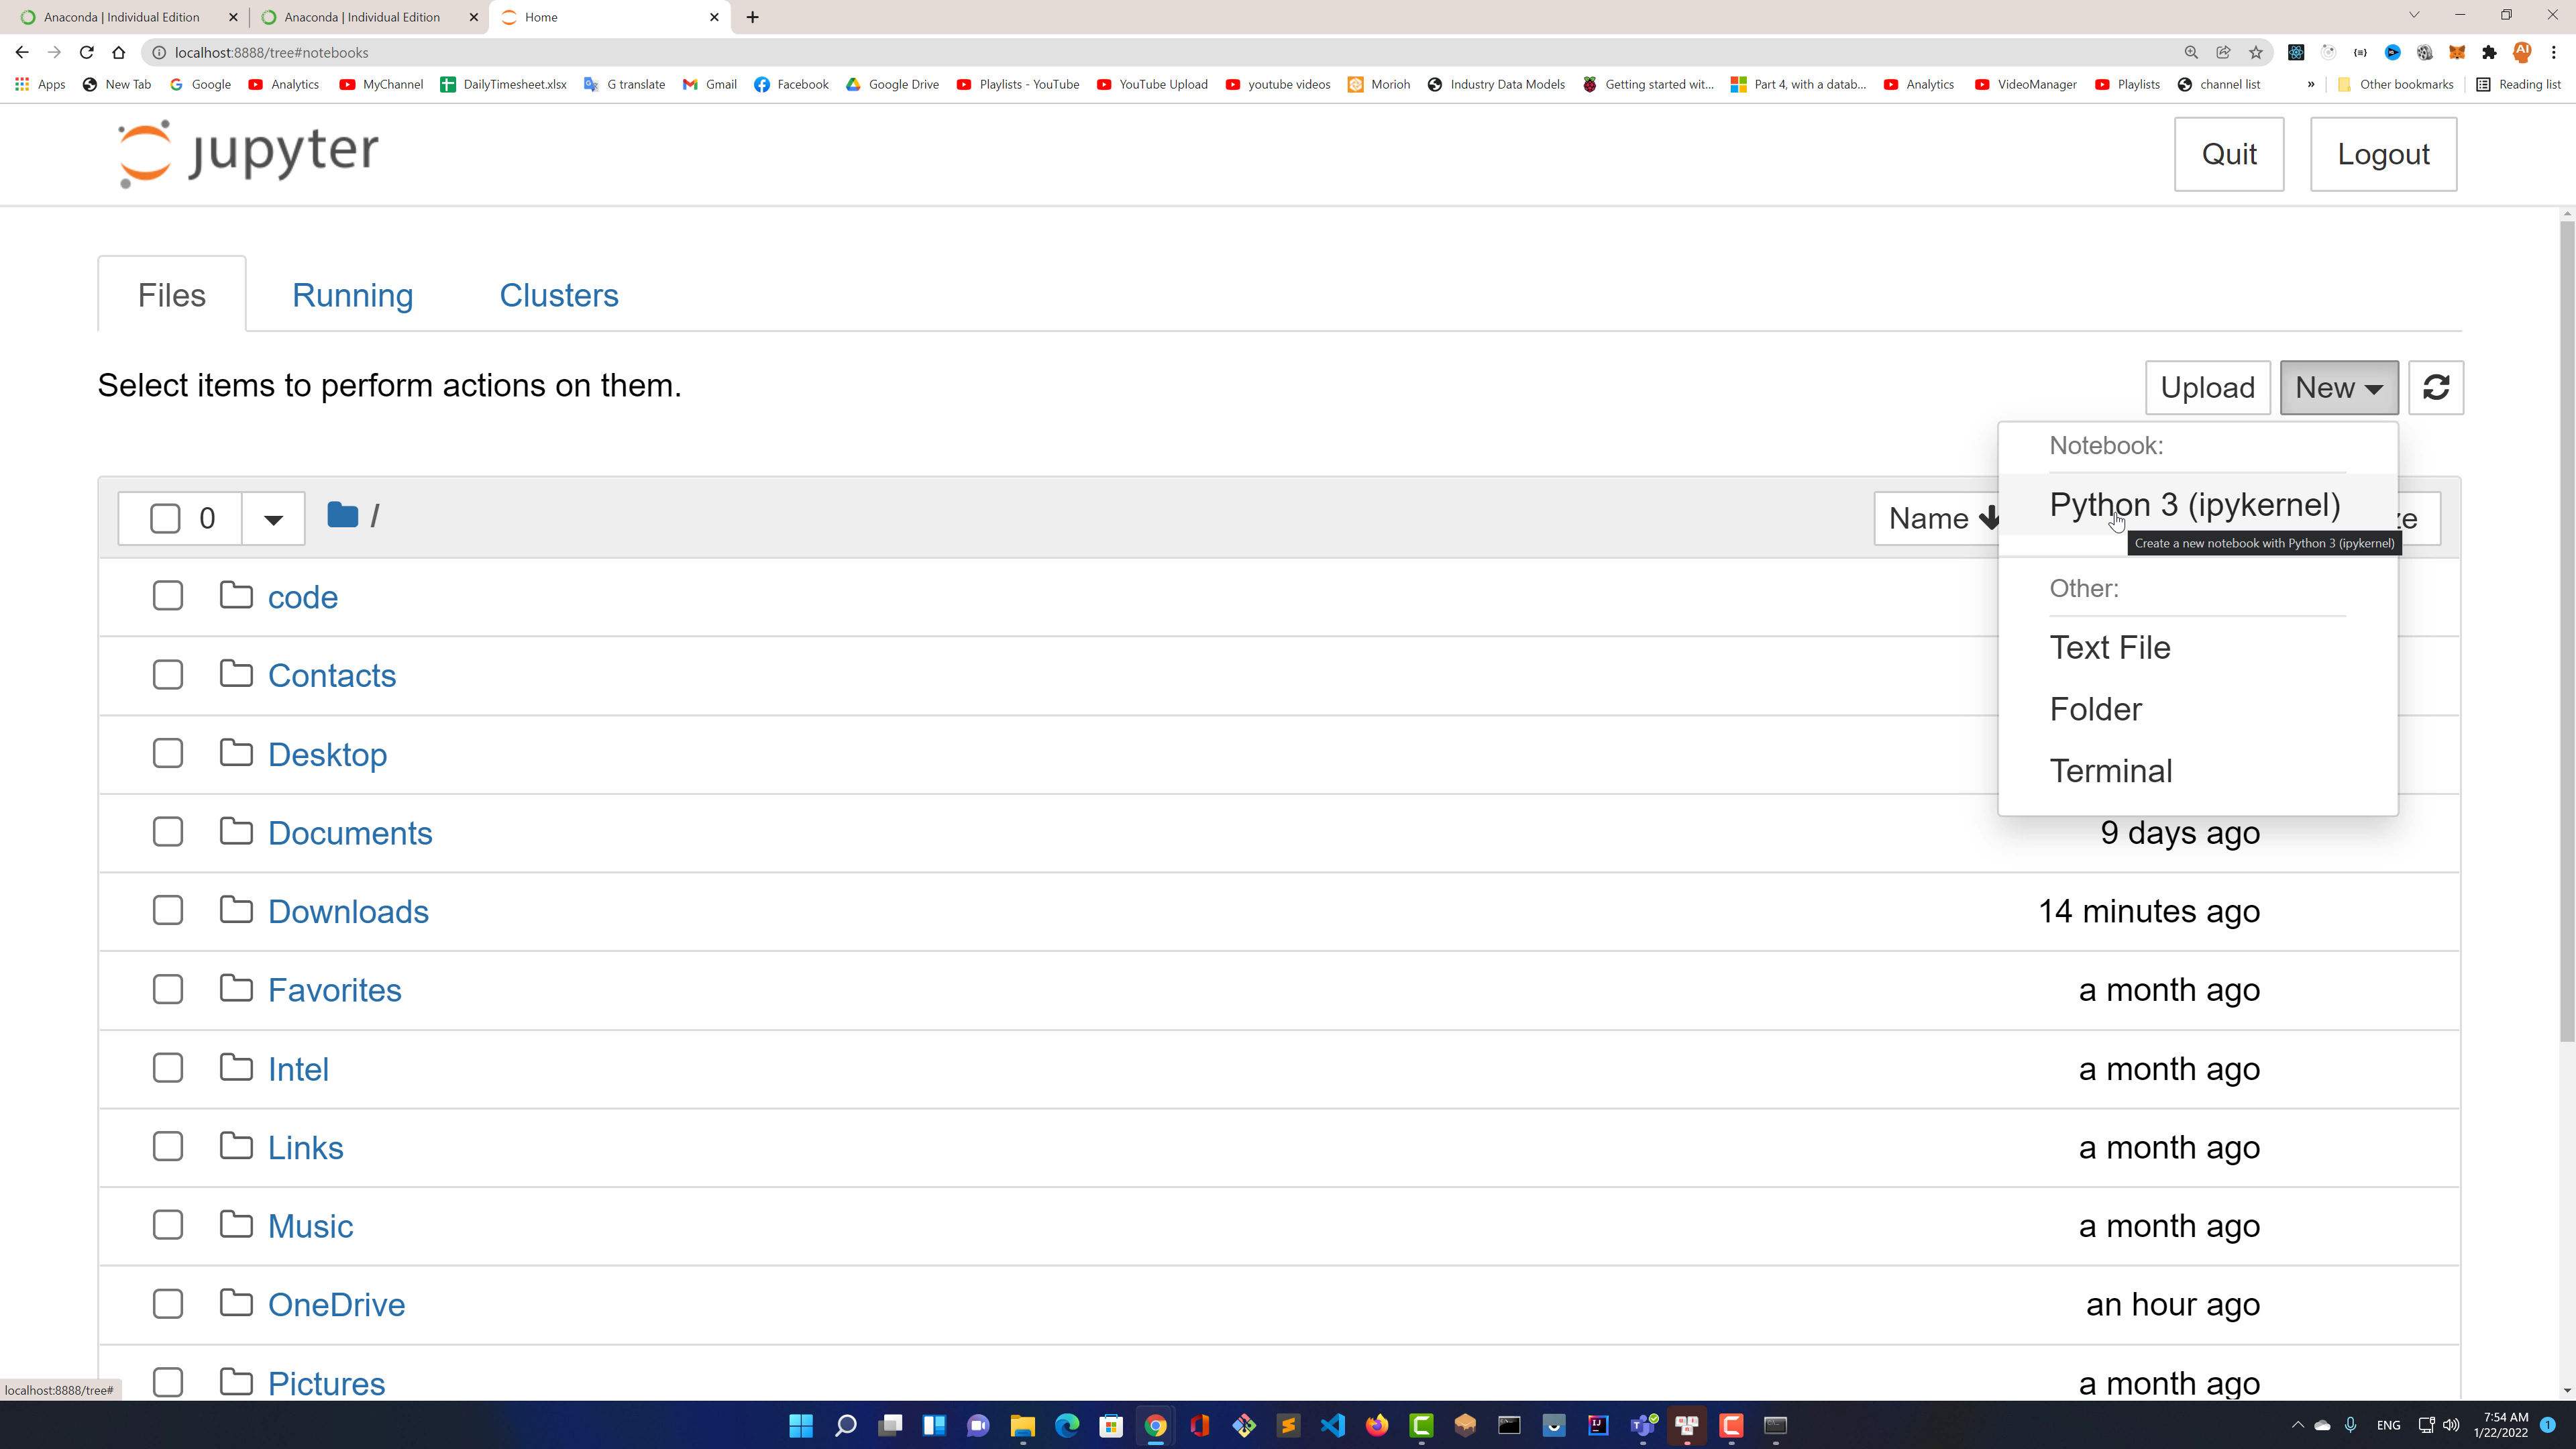 Anaconda | Individual Edition
Anaconda | Individual Edition
Home
localhost:8888/tree#notebooks
Apps
New Tab
Google
Analytics
MyChannel
DailyTimesheet.xlsx
G translate
Gmail
Facebook
Google Drive
Playlists - YouTube
YouTube Upload
youtube videos
Morioh
Industry Data Models
Getting started wit...
Part 4, with a datab...
Analytics
VideoManager
Playlists
channel list
»
Other bookmarks
Reading list
jupyter
Quit
Logout
Files
Running
Clusters
Select items to perform actions on them.
Upload
New
Notebook:
Python 3 (ipykernel)
Create a new notebook with Python 3 (ipykernel)
Other:
Text File
Folder
Terminal
0
/
Name
code
Contacts
Desktop
Documents
9 days ago
Downloads
14 minutes ago
Favorites
a month ago
Intel
a month ago
Links
a month ago
Music
a month ago
OneDrive
an hour ago
Pictures
a month ago
localhost:8888/tree#
ENG
7:54 AM
1/22/2022
1